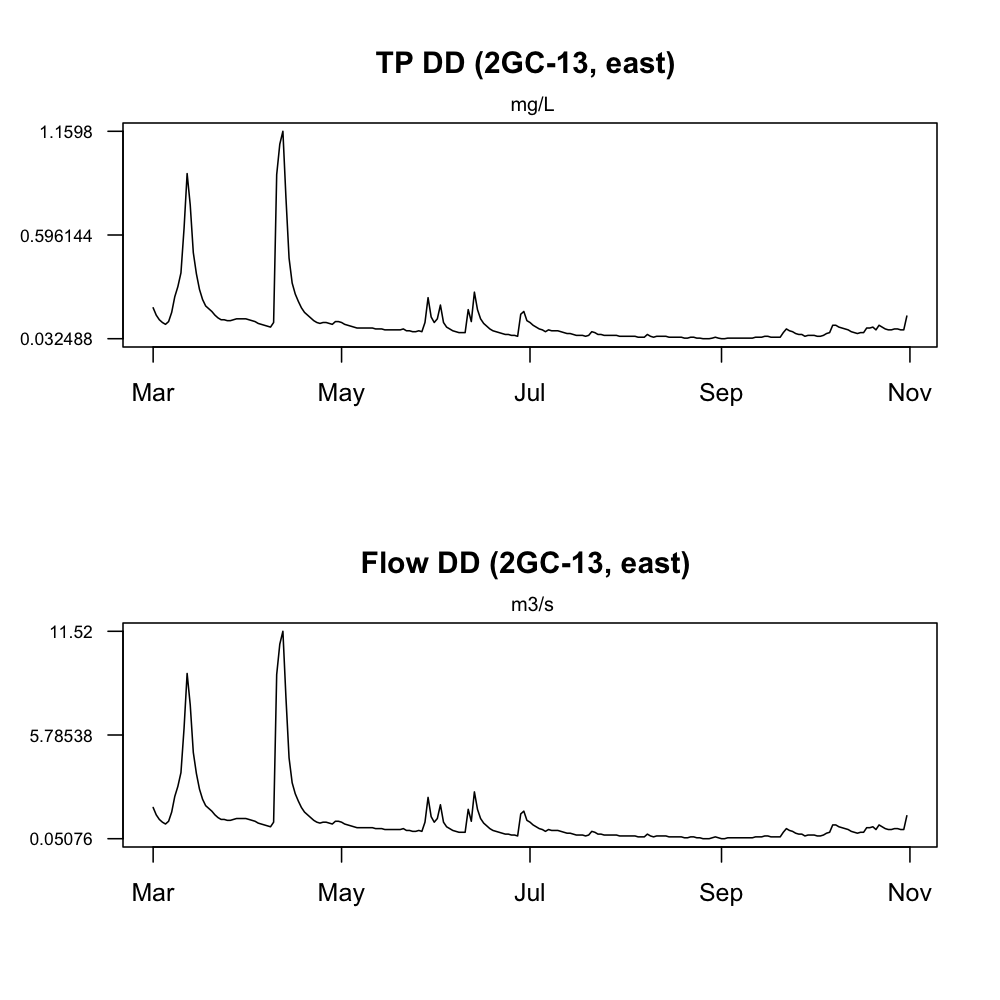 TP DD (2GC-13, east)
mg/L
1.1598
0.596144
0.032488
Mar May Jul Sep Nov
Flow DD (2GC-13, east)
m3/s
11.52
5.78538
0.05076
Mar May Jul Sep Nov